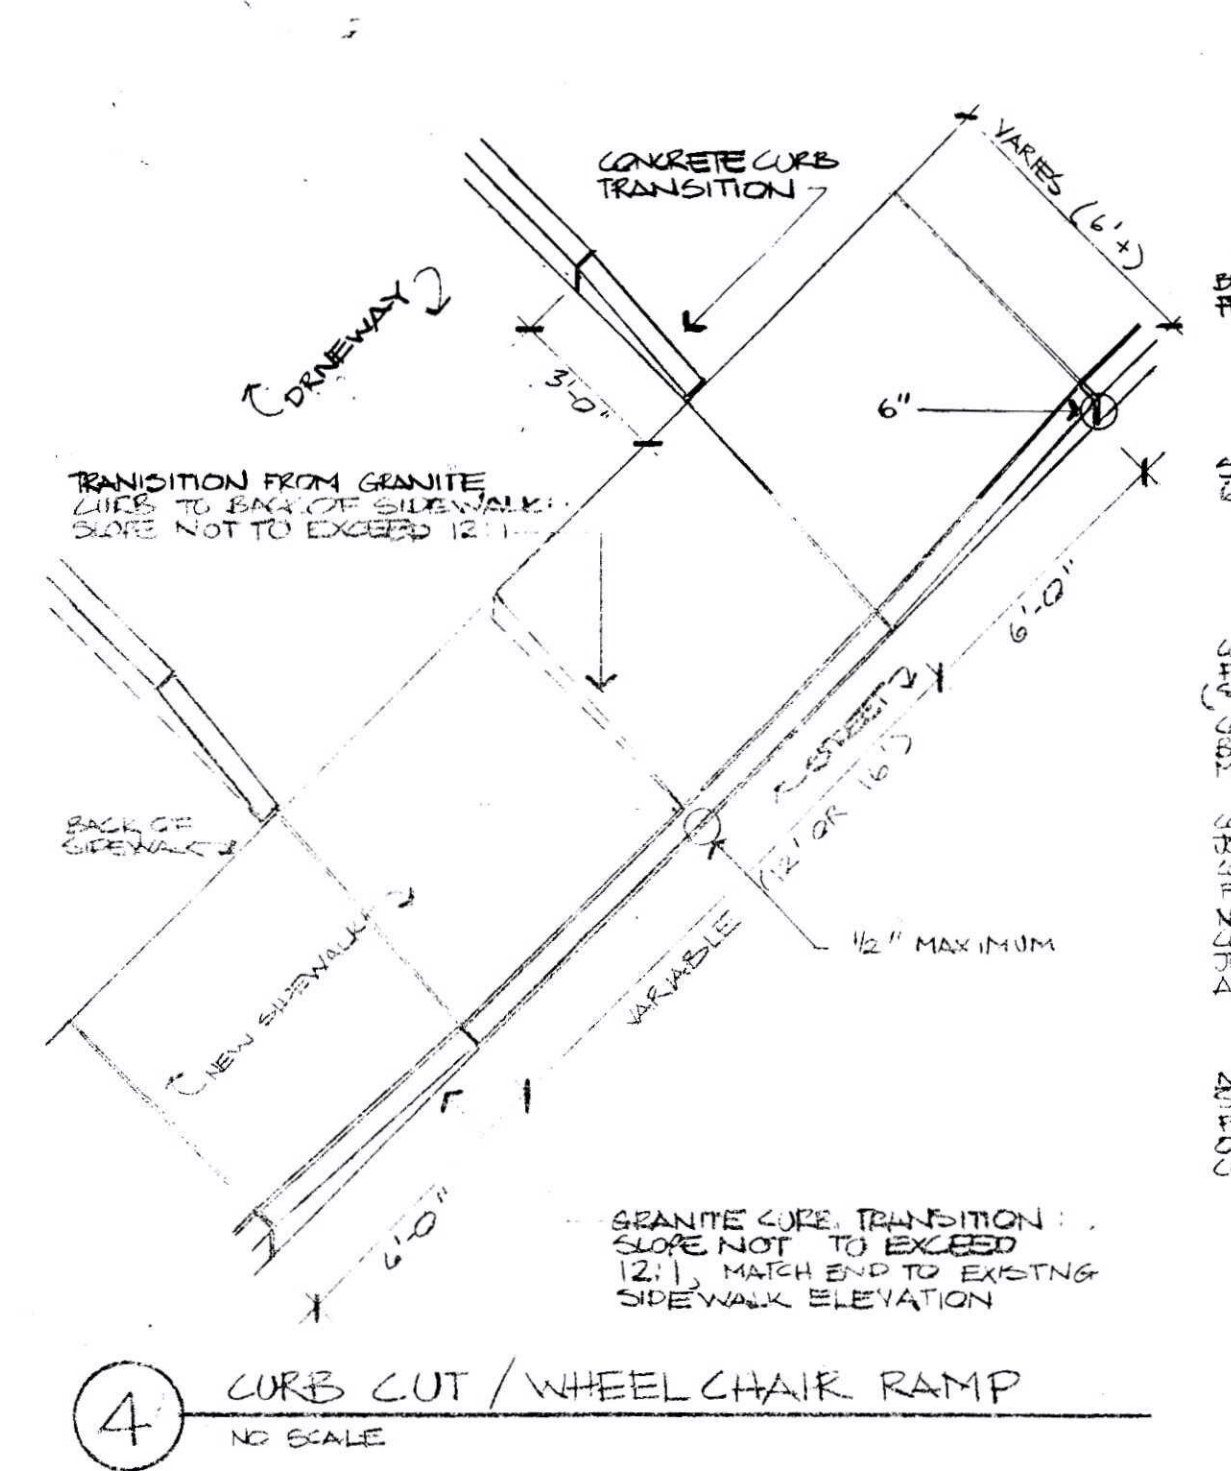 CONCRETE CURB
TRANSITION
VARIES (6'±)
DRIVEWAY
3'-0"
6"
TRANISITION FROM GRANITE
CURB TO BACK OF SIDEWALK:
SLOPE NOT TO EXCEED 12:1
6'-0"
STREET
(12' OR 16')
BACK OF
SIDEWALK
1/2" MAXIMUM
VARIABLE
NEW SIDEWALK
6'-0"
GRANITE CURB TRANSITION:
SLOPE NOT TO EXCEED
12:1, MATCH END TO EXISTNG
SIDEWALK ELEVATION
4
CURB CUT / WHEEL CHAIR RAMP
NO SCALE